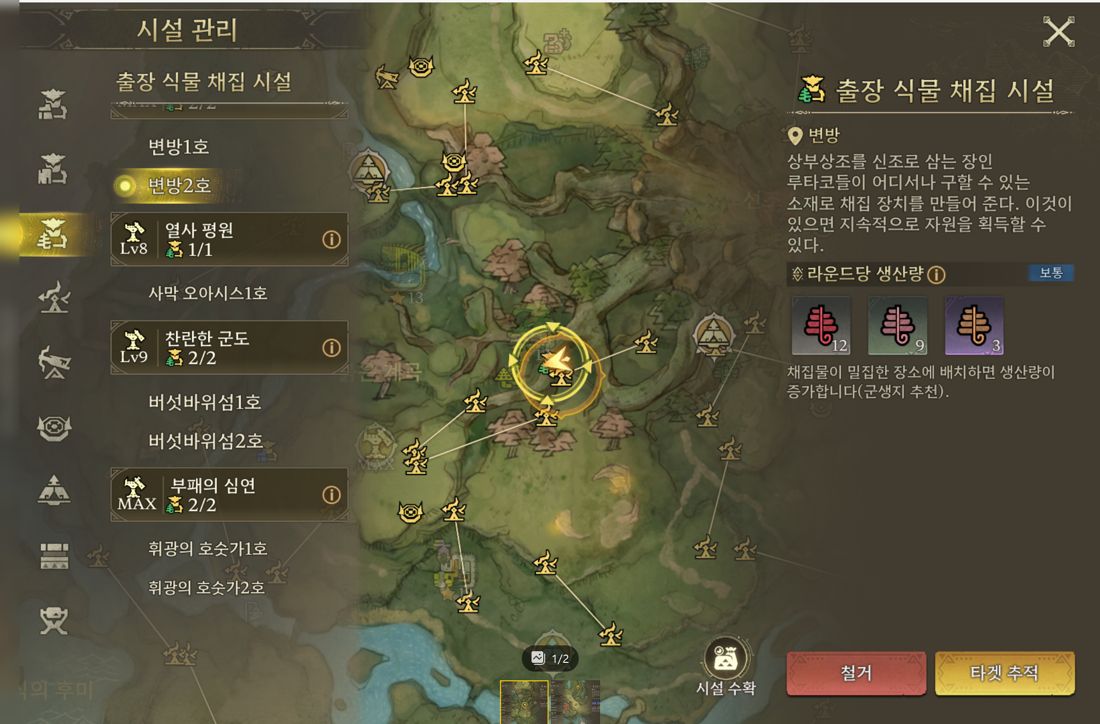 시설 관리
출장 식물 채집 시설
변방1호
변방2호
Lv8
열사 평원
1/1
사막 오아시스1호
Lv9
찬란한 군도
2/2
버섯바위섬1호
버섯바위섬2호
MAX
부패의 심연
2/2
휘광의 호숫가1호
휘광의 호숫가2호
13
1/2
시설 수확
출장 식물 채집 시설
변방
상부상조를 신조로 삼는 장인
루타코들이 어디서나 구할 수 있는
소재로 채집 장치를 만들어 준다. 이것이
있으면 지속적으로 자원을 획득할 수
있다.
라운드당 생산량
보통
12
9
3
채집물이 밀집한 장소에 배치하면 생산량이
증가합니다(군생지 추천).
철거
타겟 추적